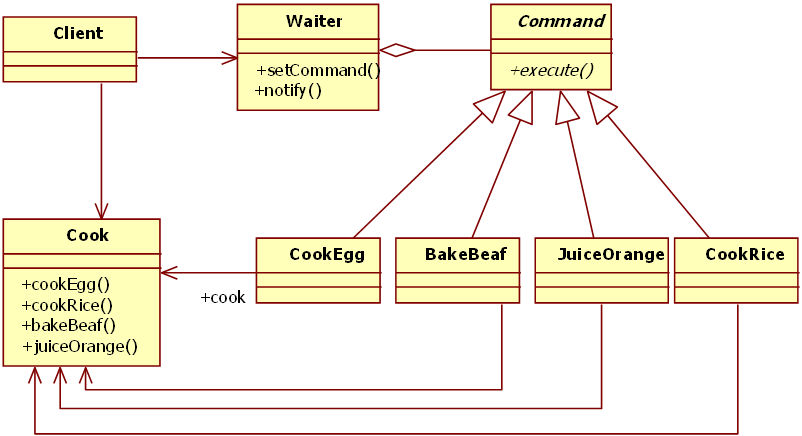 Client
Waiter
+setCommand()
+notify()
Command
+execute()
Cook
+cookEgg()
+cookRice()
+bakeBeaf()
+juiceOrange()
+cook
CookEgg
BakeBeaf
JuiceOrange
CookRice